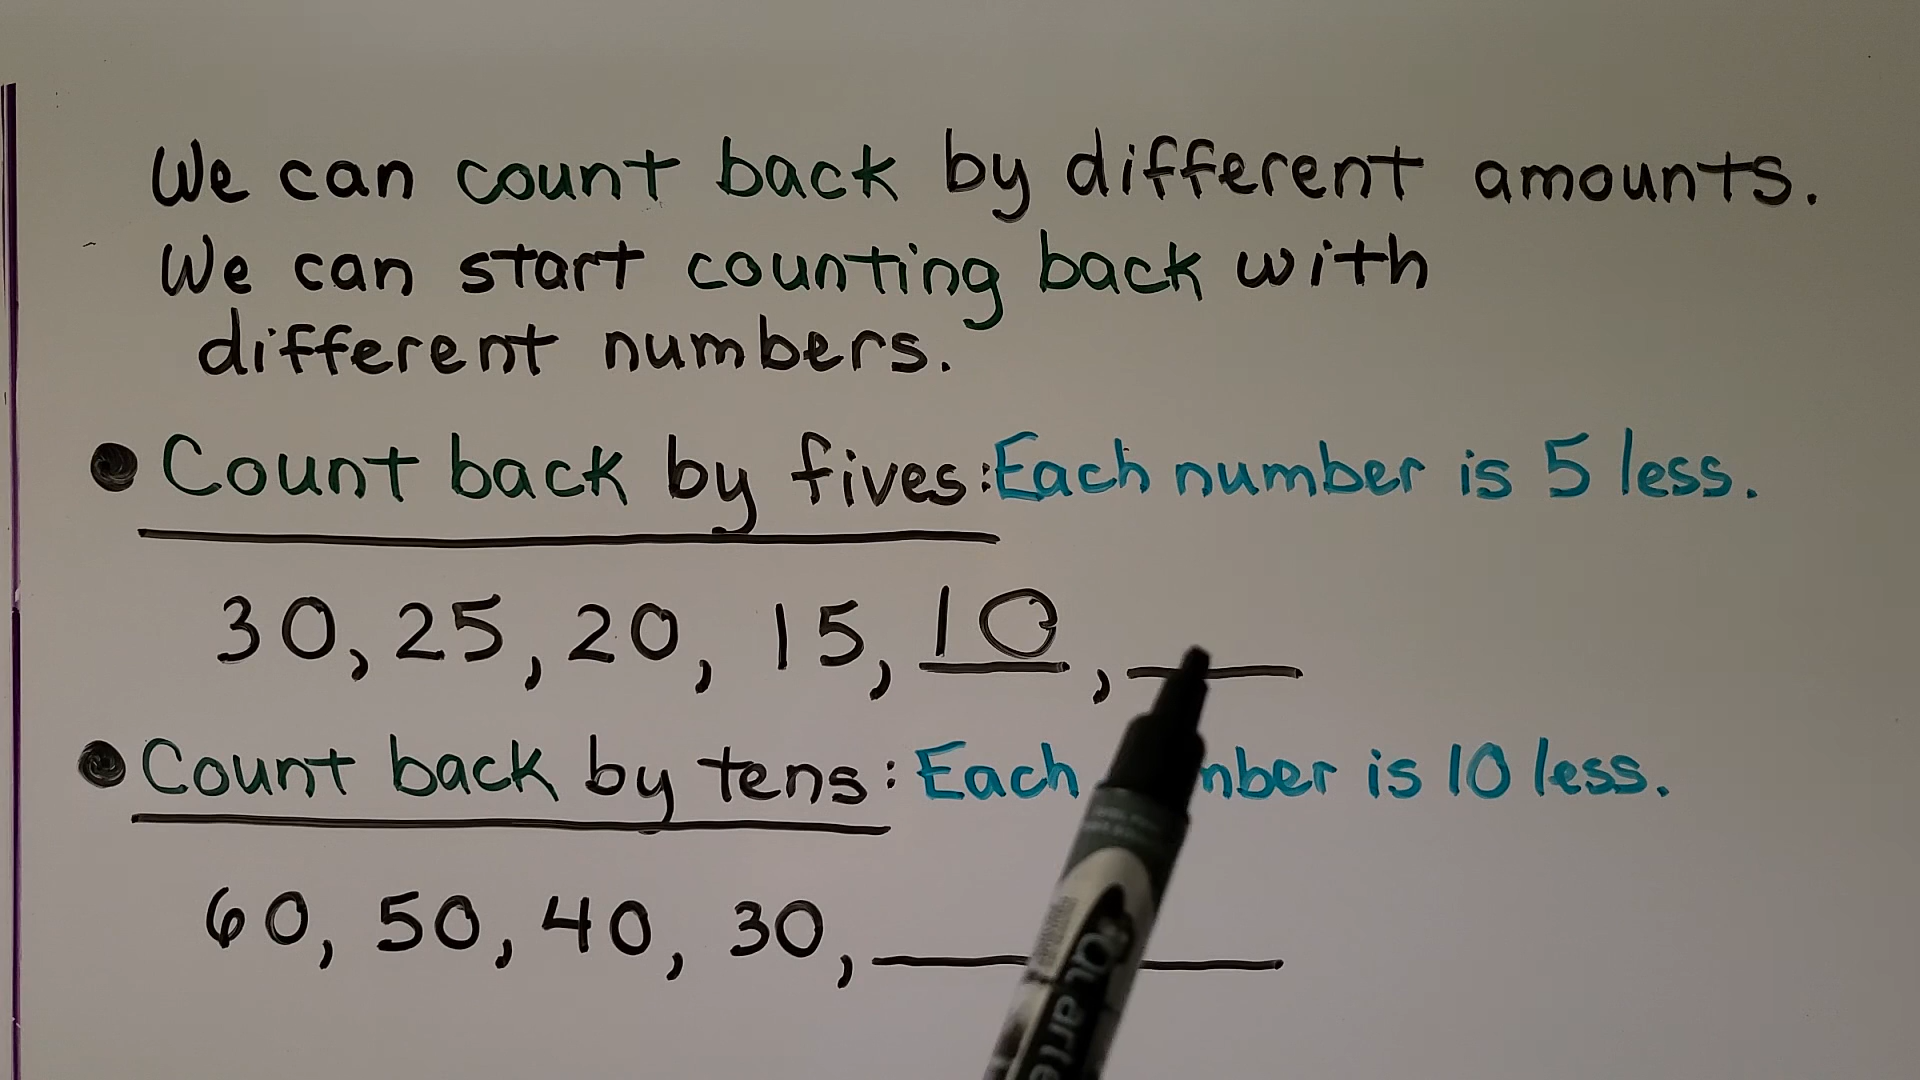 We can count back by different amounts.
We can start counting back with
different numbers.
Count back by fives: Each number is 5 less.
30, 25, 20, 15, 10, __
Count back by tens: Each nber is 10 less.
60, 50, 40, 30, __